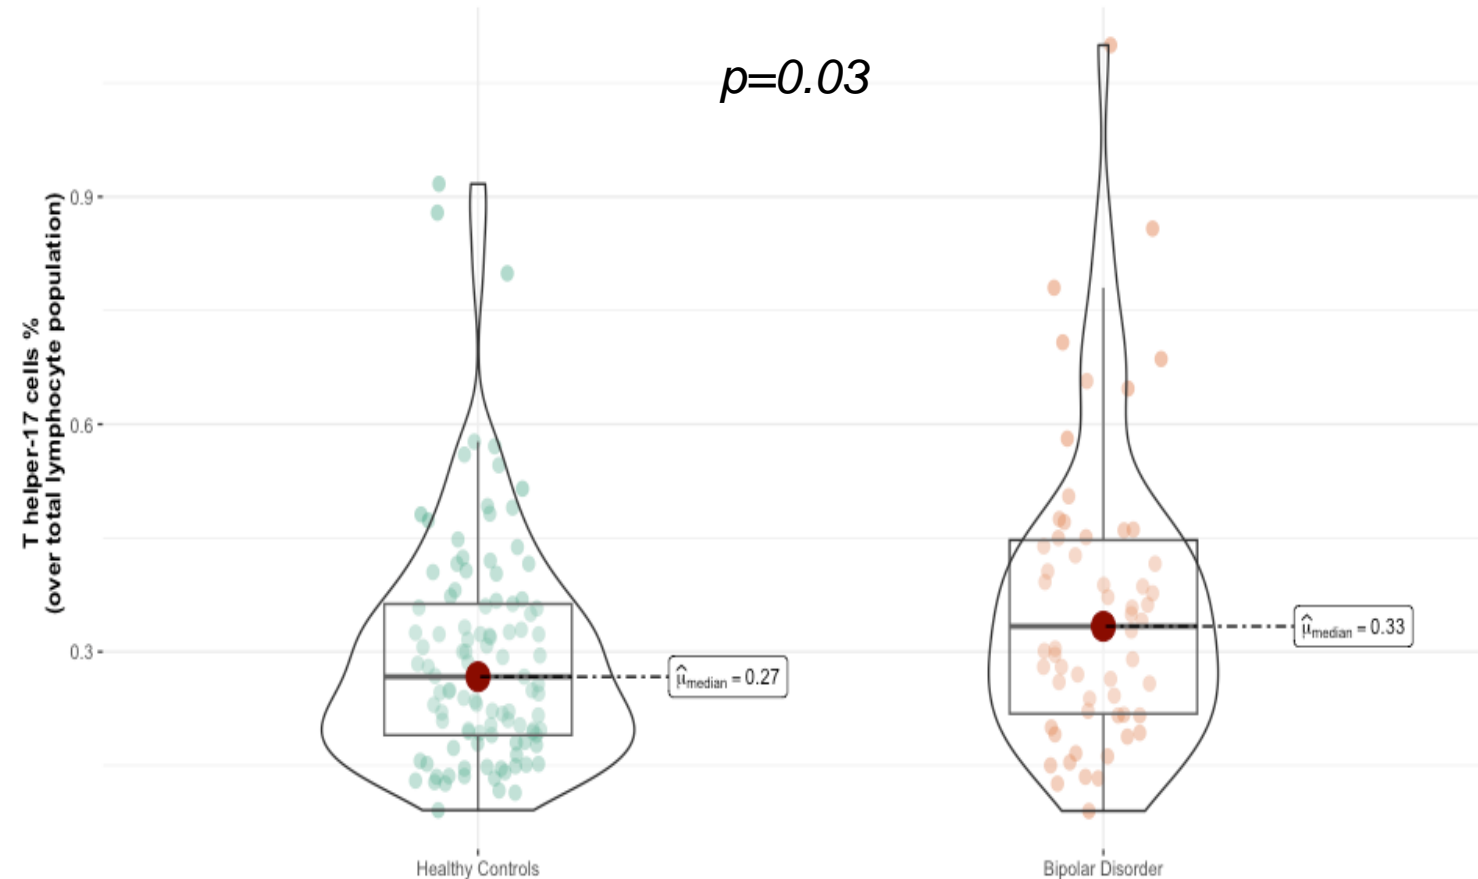 p=0.03
T helper-17 cells %
(over total lymphocyte population)
0.9
0.6
0.3
μ̂median = 0.27
μ̂median = 0.33
Healthy Controls
Bipolar Disorder